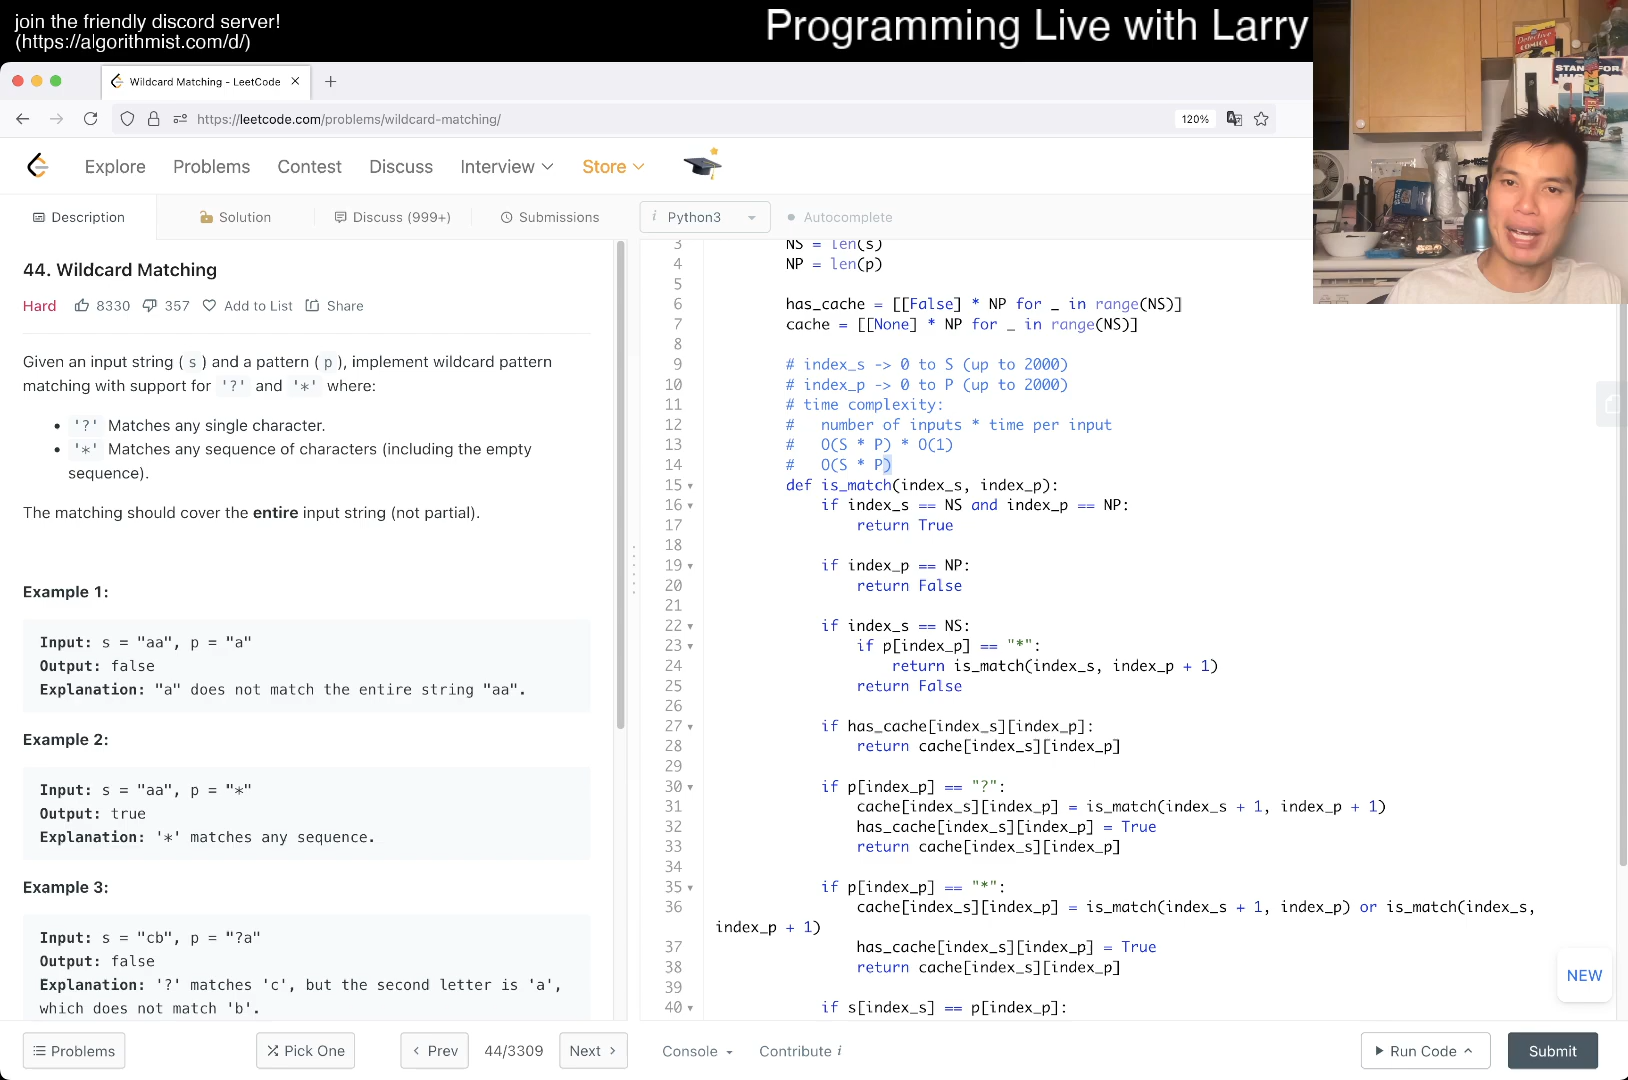 join the friendly discord server!
(https://algorithmist.com/d/)
Programming Live with Larry
Wildcard Matching - LeetCode
https://leetcode.com/problems/wildcard-matching/
120%
Explore
Problems
Contest
Discuss
Interview
Store
Description
Solution
Discuss (999+)
Submissions
i Python3
Autocomplete
44. Wildcard Matching
Hard 8330 357 Add to List Share
Given an input string ( s ) and a pattern ( p ), implement wildcard pattern
matching with support for '?' and '*' where:
• '?' Matches any single character.
• '*' Matches any sequence of characters (including the empty
sequence).
The matching should cover the entire input string (not partial).
Example 1:
Input: s = "aa", p = "a"
Output: false
Explanation: "a" does not match the entire string "aa".
Example 2:
Input: s = "aa", p = "*"
Output: true
Explanation: '*' matches any sequence.
Example 3:
Input: s = "cb", p = "?a"
Output: false
Explanation: '?' matches 'c', but the second letter is 'a',
which does not match 'b'.
3 NS = len(s)
4 NP = len(p)
5
6 has_cache = [[False] * NP for _ in range(NS)]
7 cache = [[None] * NP for _ in range(NS)]
8
9 # index_s -> 0 to S (up to 2000)
10 # index_p -> 0 to P (up to 2000)
11 # time complexity:
12 # number of inputs * time per input
13 # O(S * P) * O(1)
14 # O(S * P)
15 def is_match(index_s, index_p):
16 if index_s == NS and index_p == NP:
17 return True
18
19 if index_p == NP:
20 return False
21
22 if index_s == NS:
23 if p[index_p] == "*":
24 return is_match(index_s, index_p + 1)
25 return False
26
27 if has_cache[index_s][index_p]:
28 return cache[index_s][index_p]
29
30 if p[index_p] == "?":
31 cache[index_s][index_p] = is_match(index_s + 1, index_p + 1)
32 has_cache[index_s][index_p] = True
33 return cache[index_s][index_p]
34
35 if p[index_p] == "*":
36 cache[index_s][index_p] = is_match(index_s + 1, index_p) or is_match(index_s,
index_p + 1)
37 has_cache[index_s][index_p] = True
38 return cache[index_s][index_p]
39
40 if s[index_s] == p[index_p]:
NEW
Problems
Pick One
Prev
44/3309
Next
Console
Contribute i
Run Code
Submit
DETECTIVE
COMICS
STAN
FOR